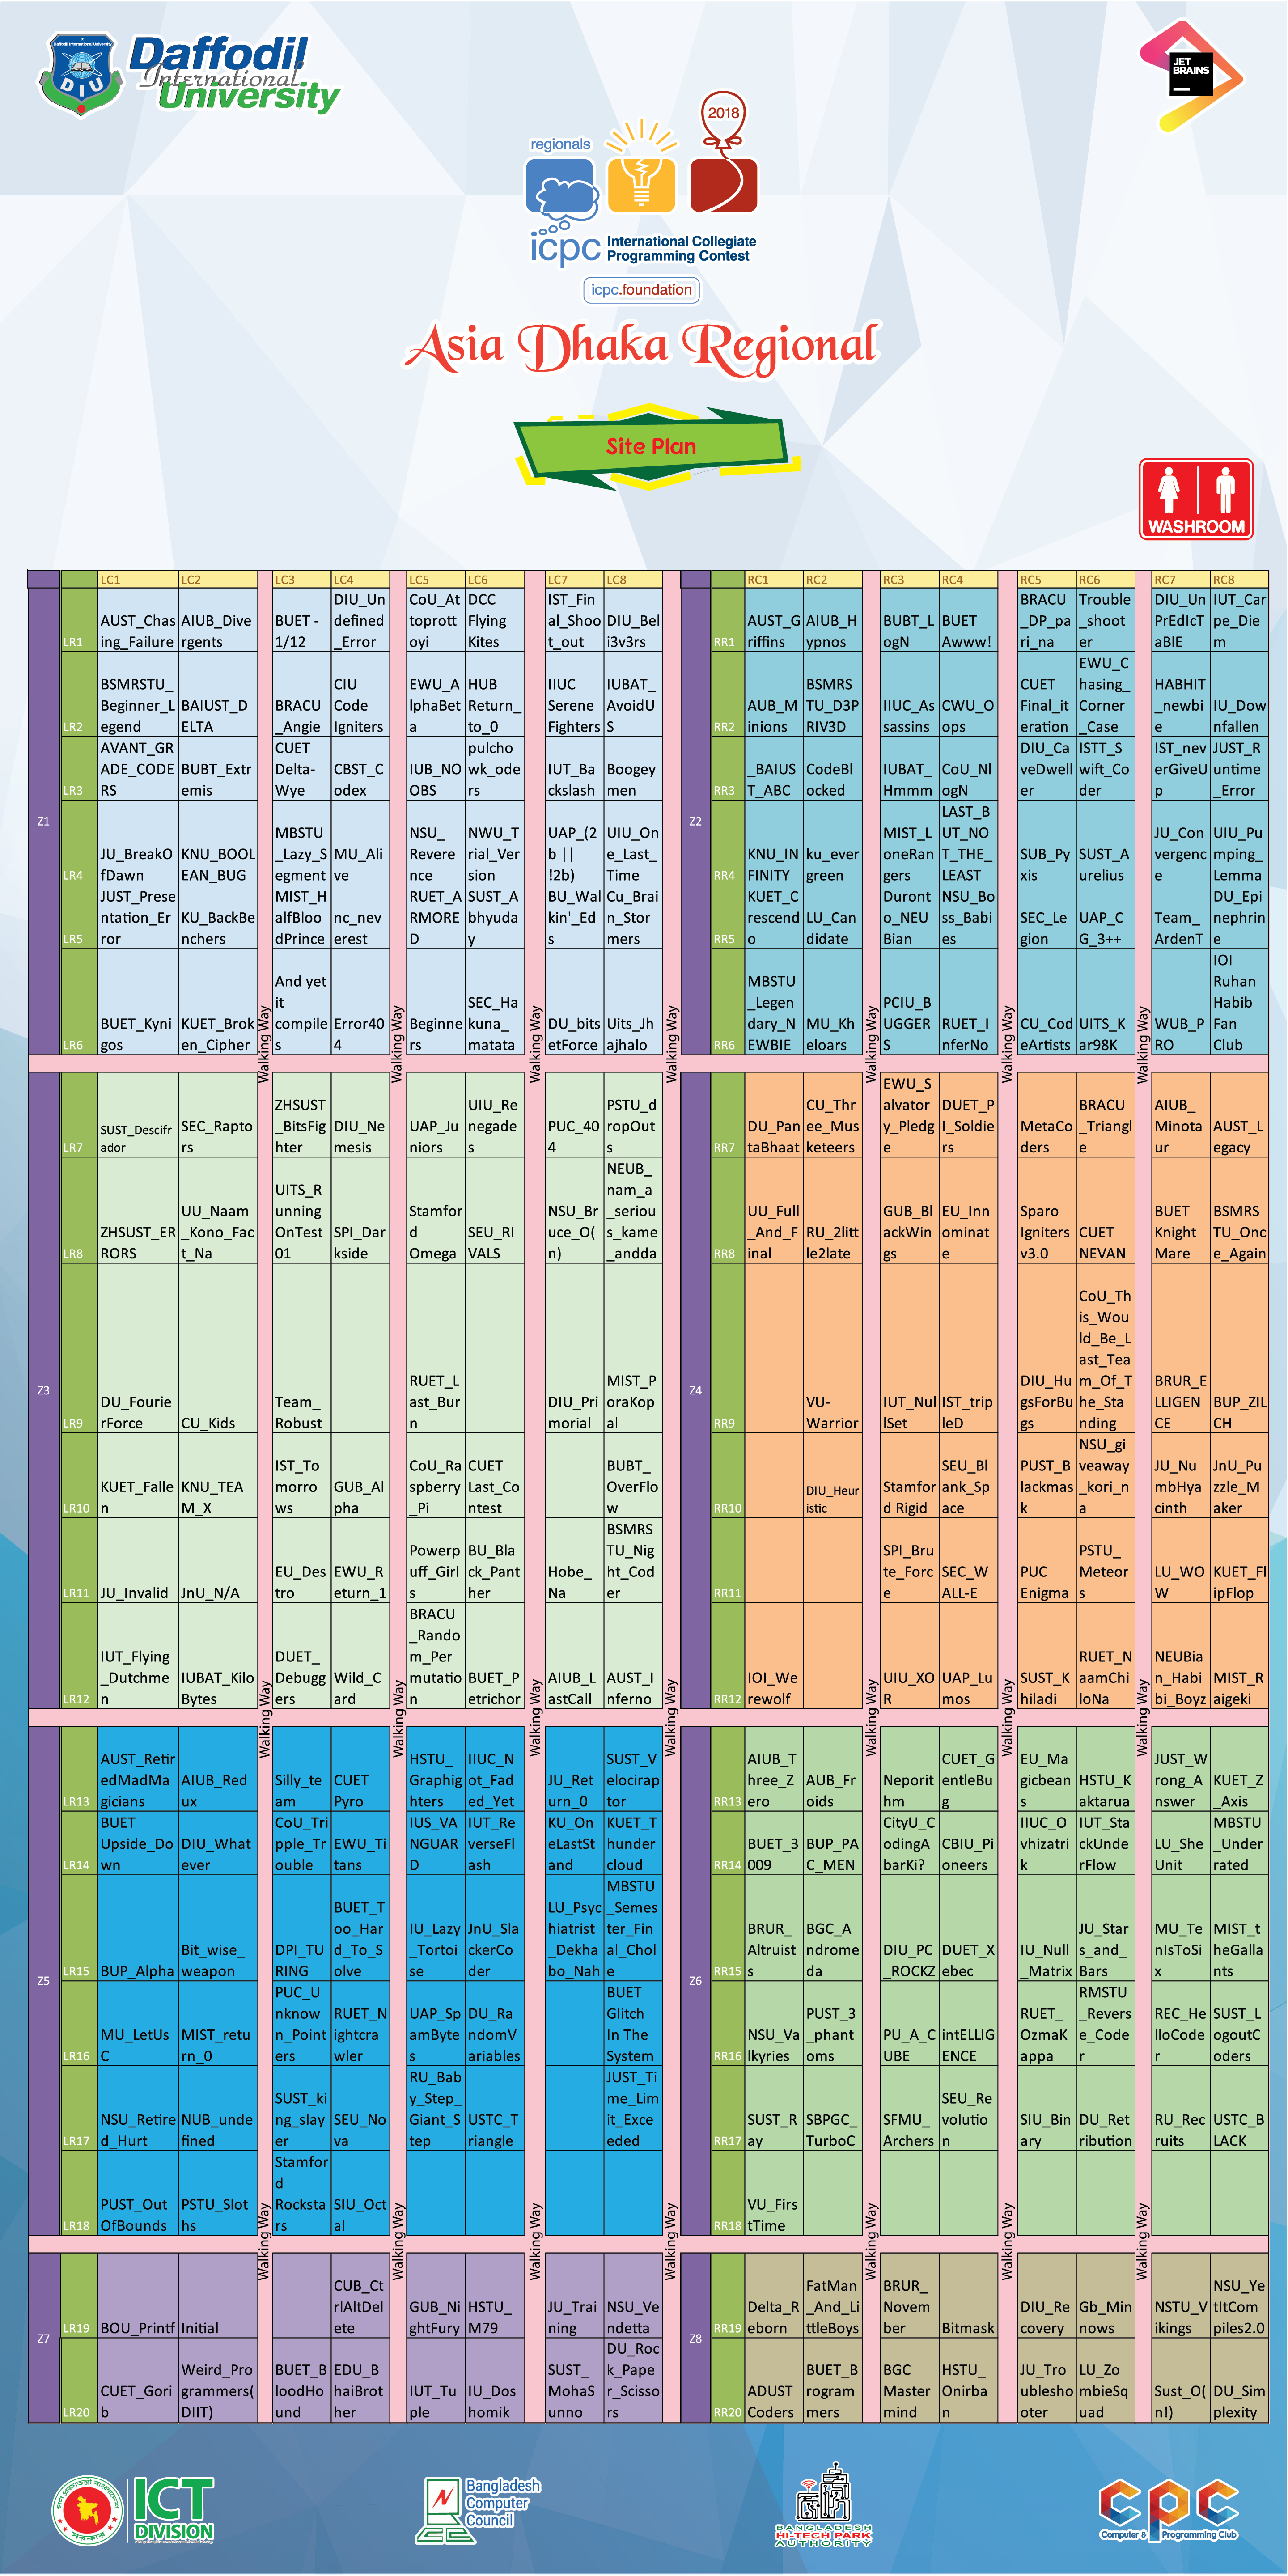 Daffodil International University
Daffodil
International
University
DIU
JET
BRAINS
2018
regionals
icpc International Collegiate
Programming Contest
icpc.foundation
Asia Dhaka Regional
Site Plan
WASHROOM
LC1 LC2 LC3 LC4 LC5 LC6 LC7 LC8 RC1 RC2 RC3 RC4 RC5 RC6 RC7 RC8
Z1
LR1 AUST_Chasing_Failure AIUB_Divergents BUET - 1/12 DIU_Undefined_Error CoU_Attoprottoyi DCC Flying Kites IST_Final_Shoot_out DIU_Beli3v3rs
LR2 BSMRSTU_Beginner_Legend BAIUST_DELTA BRACU_Angie CIU Code Igniters EWU_AlphaBeta HUB Return_to_0 IIUC Serene Fighters IUBAT_AvoidUS
LR3 AVANT_GRADE_CODERS BUBT_Extremis CUET Delta-Wye CBST_Codex IUB_NOOBS pulchowk_oders IUT_Backslash Boogeymen
LR4 JU_BreakOfDawn KNU_BOOLEAN_BUG MBSTU_Lazy_Segment MU_Alive NSU_Reverence NWU_Trial_Version UAP_(2b || !2b) UIU_One_Last_Time
LR5 JUST_Presentation_Error KU_BackBenchers MIST_HalfBloodPrince nc_neverest RUET_ARMORED SUST_Abhyuday BU_Walkin'_Eds Cu_Brain_Stormers
LR6 BUET_Kynigos KUET_Broken_Cipher And yet it compiles Error404 Beginners SEC_Hakuna_matata DU_bitsetForce Uits_Jhajhalo
Z2
RR1 AUST_Griffins AIUB_Hypnos BUBT_LogN BUET Awww! BRACU_DP_pari_na Trouble_shooter DIU_UnPrEdIcTaBlE IUT_Carpe_Diem
RR2 AUB_Minions BSMRSTU_D3PRIV3D IIUC_Assassins CWU_Oops CUET Final_iteration EWU_Chasing_Corner_Case HABHIT_newbie IU_Downfallen
RR3 _BAIUST_ABC CodeBlocked IUBAT_Hmmm CoU_NlogN DIU_CaveDweller ISTT_Swift_Coder IST_neverGiveUp JUST_Runtime_Error
RR4 KNU_INFINITY ku_evergreen MIST_LoneRangers LAST_BUT_NOT_THE_LEAST SUB_Pyxis SUST_Aurelius JU_Convergence UIU_Pumping_Lemma
RR5 KUET_Crescendo LU_Candidate Duronto_NEUBian NSU_Boss_Babies SEC_Legion UAP_CG_3++ Team_ArdenT DU_Epinephrine
RR6 MBSTU_Legendary_NEWBIE MU_Kheloars PCIU_BUGGERS RUET_InferNo CU_CodeArtists UITS_Kar98K WUB_PRO IOI Ruhan Habib Fan Club
Walking Way Walking Way Walking Way Walking Way Walking Way Walking Way Walking Way
Z3
LR7 SUST_Descifrador SEC_Raptors ZHSUST_BitsFighter DIU_Nemesis UAP_Juniors UIU_Renegades PUC_404 PSTU_dropOuts
LR8 ZHSUST_ERRORS UU_Naam_Kono_Fact_Na UITS_RunningOnTest01 SPI_Darkside Stamford Omega SEU_RIVALS NSU_Bruce_O(n) NEUB_nam_a_serious_kame_andda
LR9 DU_FourierForce CU_Kids Team_Robust RUET_Last_Burn DIU_Primorial MIST_PoraKopal
LR10 KUET_Fallen KNU_TEAM_X IST_Tomorrows GUB_Alpha CoU_Raspberry_Pi CUET Last_Contest BUBT_OverFlow
LR11 JU_Invalid JnU_N/A EU_Destro EWU_Return_1 Powerpuff_Girls BU_Black_Panther Hobe_Na BSMRSTU_Night_Coder
LR12 IUT_Flying_Dutchmen IUBAT_KiloBytes DUET_Debuggers Wild_Card BRACU_Random_Permutation BUET_Petrichor AIUB_LastCall AUST_Inferno
Z4
RR7 DU_PantaBhaat CU_Three_Musketeers EWU_Salvatory_Pledge DUET_PI_Soldiers MetaCoders BRACU_Triangle AIUB_Minotaur AUST_Legacy
RR8 UU_Full_And_Final RU_2little2late GUB_BlackWings EU_Innominate Sparo Igniters v3.0 CUET NEVAN BUET Knight Mare BSMRSTU_Once_Again
RR9 VU-Warrior IUT_NullSet IST_tripleD DIU_HugsForBugs CoU_This_Would_Be_Last_Team_Of_The_Standing BRUR_ELLIGENCE BUP_ZILCH
RR10 DIU_Heuristic Stamford Rigid SEU_Blank_Space PUST_Blackmask NSU_giveaway_kori_na JU_NumbHyacinth JnU_Puzzle_Maker
RR11 SPI_Brute_Force SEC_WALL-E PUC Enigma PSTU_Meteors LU_WOW KUET_FlipFlop
RR12 IOI_Werewolf UIU_XOR UAP_Lumos SUST_Khiladi RUET_NaamChiloNa NEUBian_Habibi_Boyz MIST_Raigeki
Walking Way Walking Way Walking Way Walking Way Walking Way Walking Way Walking Way
Z5
LR13 AUST_RetiredMadMagicians AIUB_Redux Silly_team CUET Pyro HSTU_Graphighters IIUC_Not_Faded_Yet JU_Return_0 SUST_Velociraptor
LR14 BUET Upside_Down DIU_Whatever CoU_Tripple_Trouble EWU_Titans IUS_VANGUARD IUT_ReverseFlash KU_OneLastStand KUET_Thundercloud
LR15 BUP_Alpha Bit_wise_weapon DPI_TURING BUET_Too_Hard_To_Solve IU_Lazy_Tortoise JnU_SlackerCoder LU_Psychiatrist_Dekhabo_Nah MBSTU_Semester_Final_Chole
LR16 MU_LetUsC MIST_return_0 PUC_Unknown_Pointers RUET_Nightcrawler UAP_SpamBytes DU_RandomVariables BUET Glitch In The System
LR17 NSU_Retired_Hurt NUB_undefined SUST_king_slayer SEU_Nova RU_Baby_Step_Giant_Step USTC_Triangle JUST_Time_Limit_Exceeded
LR18 PUST_OutOfBounds PSTU_Sloths Stamford Rockstars SIU_Octal
Z6
RR13 AIUB_Three_Zero AUB_Froids Neporithm CUET_GentleBug EU_Magicbeans HSTU_Kaktarua JUST_Wrong_Answer KUET_Z_Axis
RR14 BUET_3009 BUP_PAC_MEN CityU_CodingAbarKi? CBIU_Pioneers IIUC_Ovhizatrik IUT_StackUnderFlow LU_SheUnit MBSTU_Underrated
RR15 BRUR_Altruists BGC_Andromeda DIU_PC_ROCKZ DUET_Xebec IU_Null_Matrix JU_Stars_and_Bars MU_TenIsToSix MIST_theGallants
RR16 NSU_Valkyries PUST_3_phantoms PU_A_CUBE intELLIGENCE RUET_OzmaKappa RMSTU_Reverse_Coder REC_HelloCoder SUST_LogoutCoders
RR17 SUST_Ray SBPGC_TurboC SFMU_Archers SEU_Revolution SIU_Binary DU_Retribution RU_Recruits USTC_BLACK
RR18 VU_FirstTime
Walking Way Walking Way Walking Way Walking Way Walking Way Walking Way Walking Way
Z7
LR19 BOU_Printf Initial CUB_CtrlAltDelete GUB_NightFury HSTU_M79 JU_Training NSU_Vendetta
LR20 CUET_Gorib Weird_Programmers(DIIT) BUET_BloodHound EDU_BhaiBrother IUT_Tuple IU_Doshomik SUST_MohaSunno DU_Rock_Paper_Scissors
Z8
RR19 Delta_Reborn FatMan_And_LittleBoys BRUR_November Bitmask DIU_Recovery Gb_Minnows NSTU_Vikings NSU_YetItCompiles2.0
RR20 ADUST Coders BUET_Brogrammers BGC Mastermind HSTU_Onirban JU_Troubleshooter LU_ZombieSquad Sust_O(n!) DU_Simplexity
ICT
DIVISION
Bangladesh
Computer
Council
BANGLADESH
HI-TECH PARK
AUTHORITY
CPC
Computer & Programming Club